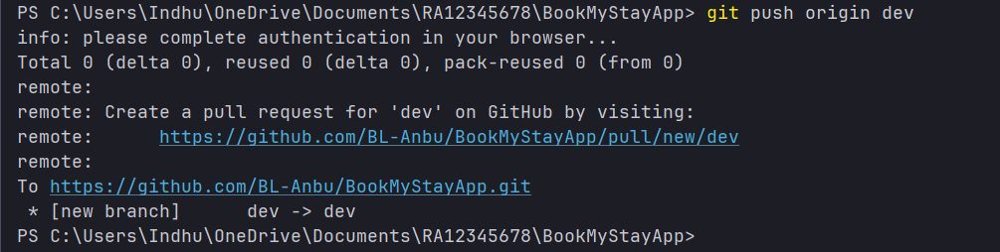 PS C:\Users\Indhu\OneDrive\Documents\RA12345678\BookMyStayApp> git push origin dev
info: please complete authentication in your browser...
Total 0 (delta 0), reused 0 (delta 0), pack-reused 0 (from 0)
remote:
remote: Create a pull request for 'dev' on GitHub by visiting:
remote:      https://github.com/BL-Anbu/BookMyStayApp/pull/new/dev
remote:
To https://github.com/BL-Anbu/BookMyStayApp.git
 * [new branch]      dev -> dev
PS C:\Users\Indhu\OneDrive\Documents\RA12345678\BookMyStayApp>